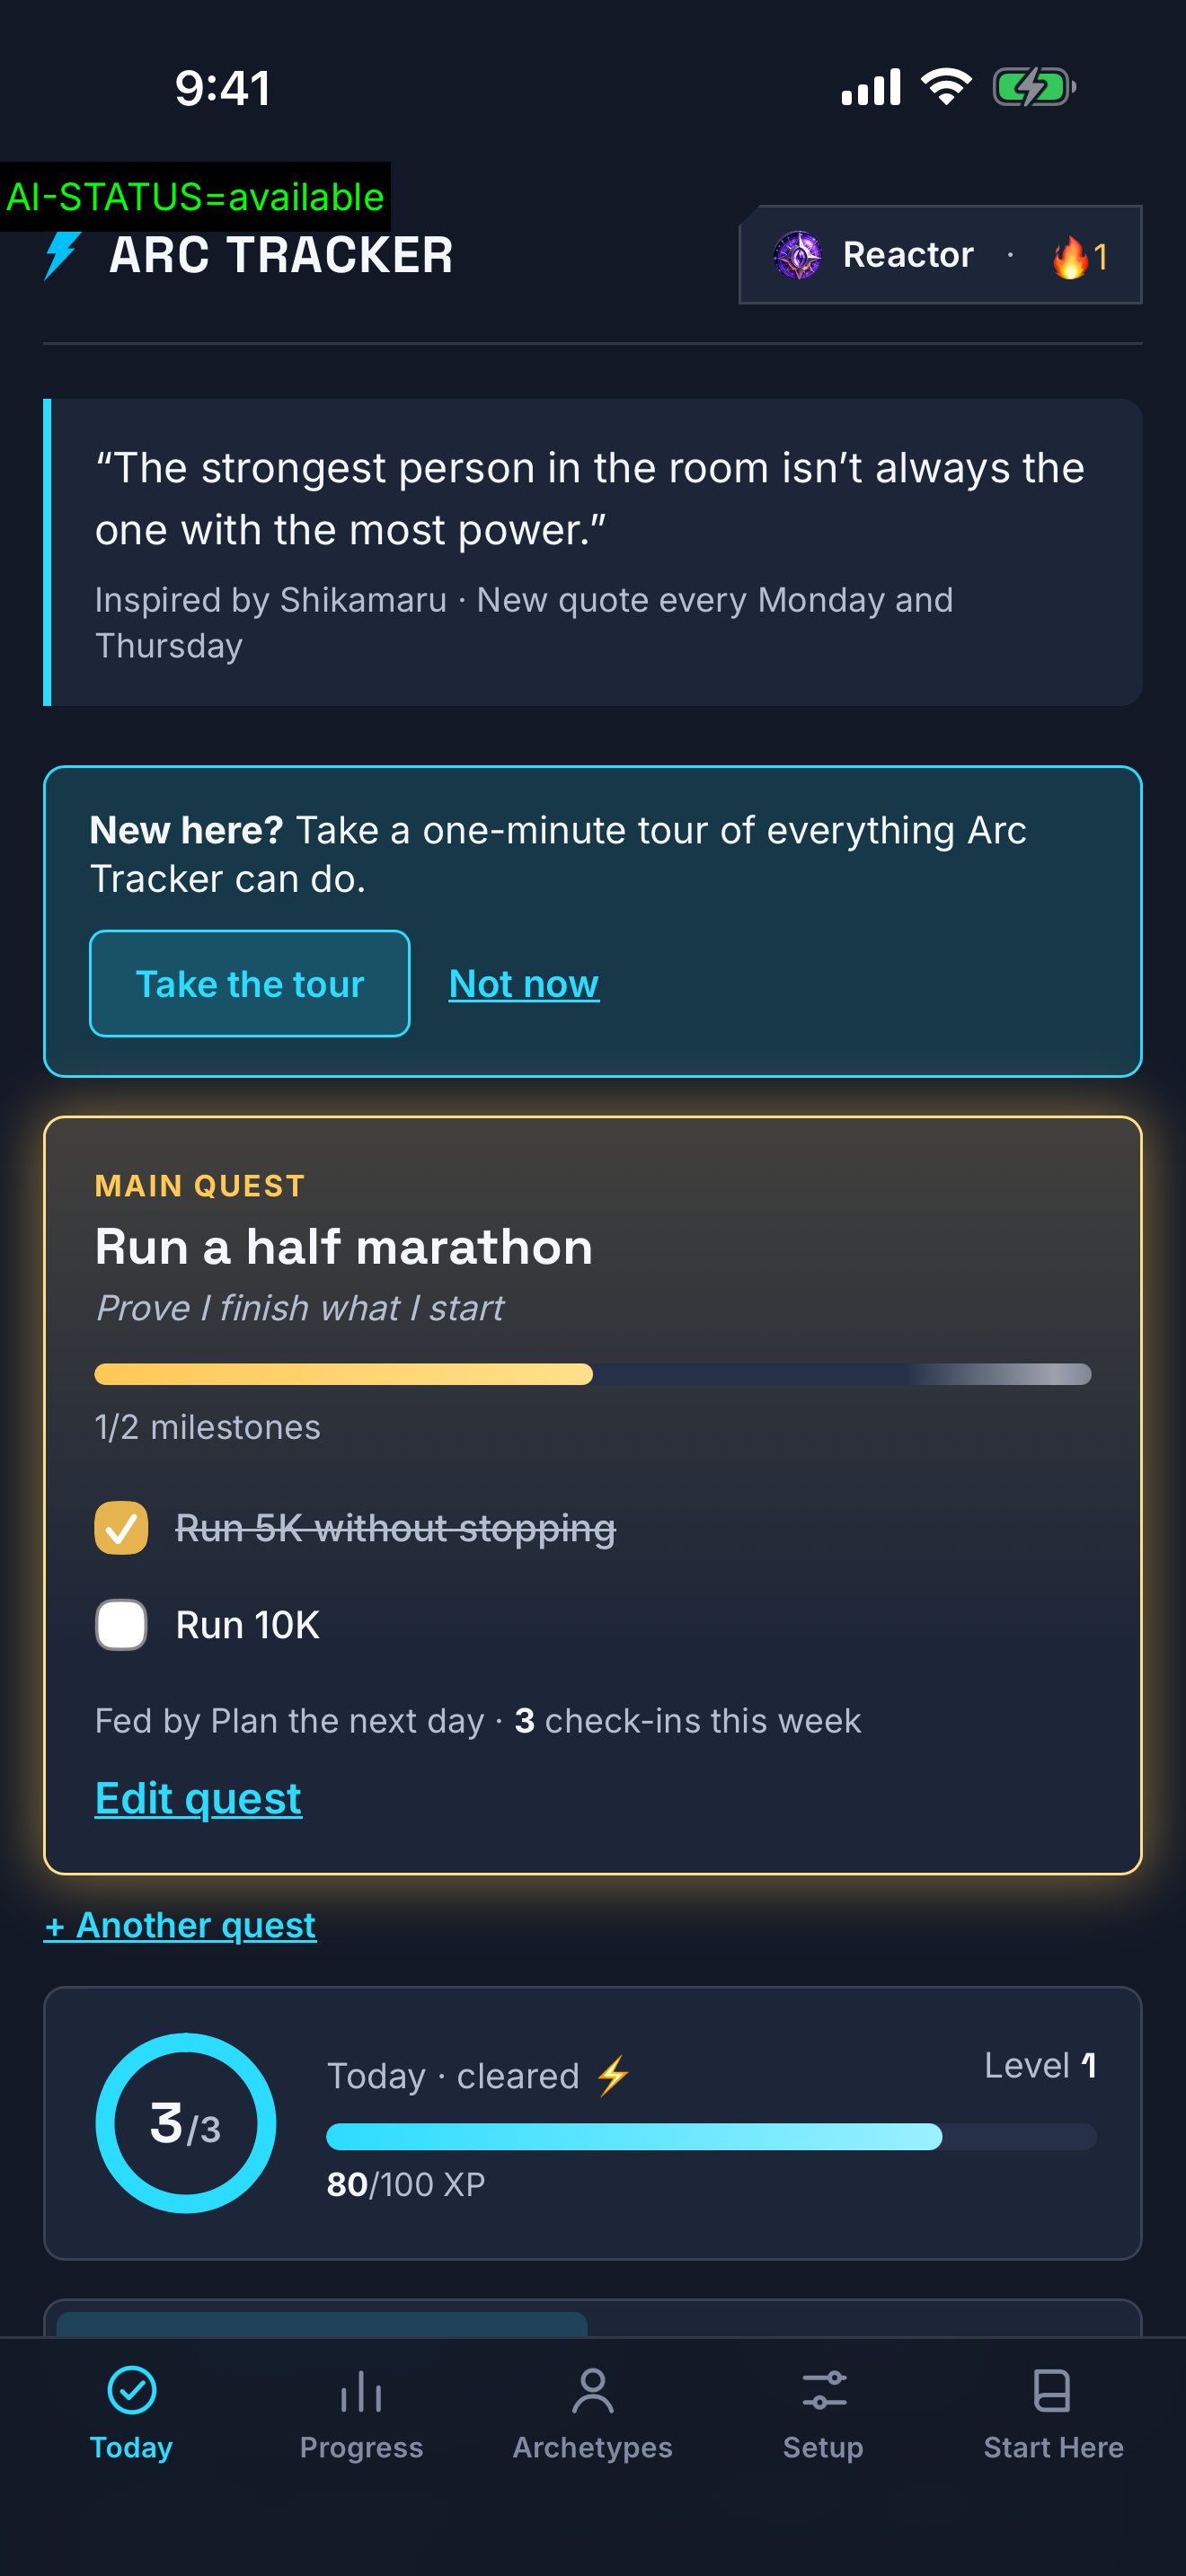 9:41
AI-STATUS=available
ARC TRACKER
Reactor · 🔥1
“The strongest person in the room isn’t always the
one with the most power.”
Inspired by Shikamaru · New quote every Monday and
Thursday
New here? Take a one-minute tour of everything Arc
Tracker can do.
Take the tour
Not now
MAIN QUEST
Run a half marathon
Prove I finish what I start
1/2 milestones
Run 5K without stopping
Run 10K
Fed by Plan the next day · 3 check-ins this week
Edit quest
+ Another quest
3/3
Today · cleared ⚡
Level 1
80/100 XP
Today
Progress
Archetypes
Setup
Start Here